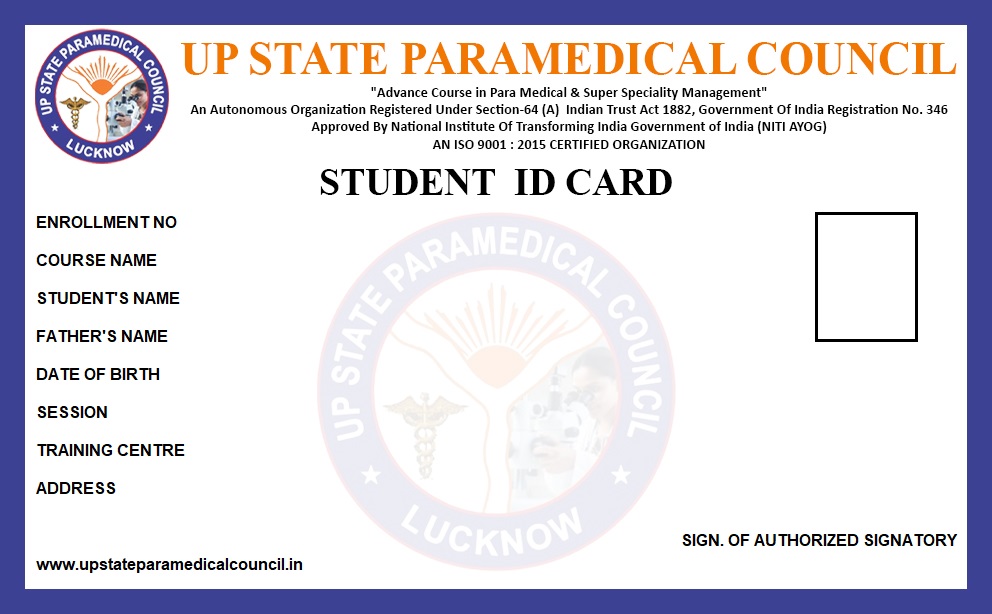 UP STATE PARAMEDICAL COUNCIL
LUCKNOW
UP STATE PARAMEDICAL COUNCIL
"Advance Course in Para Medical & Super Speciality Management"
An Autonomous Organization Registered Under Section-64 (A) Indian Trust Act 1882, Government Of India Registration No. 346
Approved By National Institute Of Transforming India Government of India (NITI AYOG)
AN ISO 9001 : 2015 CERTIFIED ORGANIZATION
STUDENT ID CARD
ENROLLMENT NO
COURSE NAME
STUDENT'S NAME
FATHER'S NAME
DATE OF BIRTH
SESSION
TRAINING CENTRE
ADDRESS
UP STATE PARAMEDICAL COUNCIL
LUCKNOW
SIGN. OF AUTHORIZED SIGNATORY
www.upstateparamedicalcouncil.in